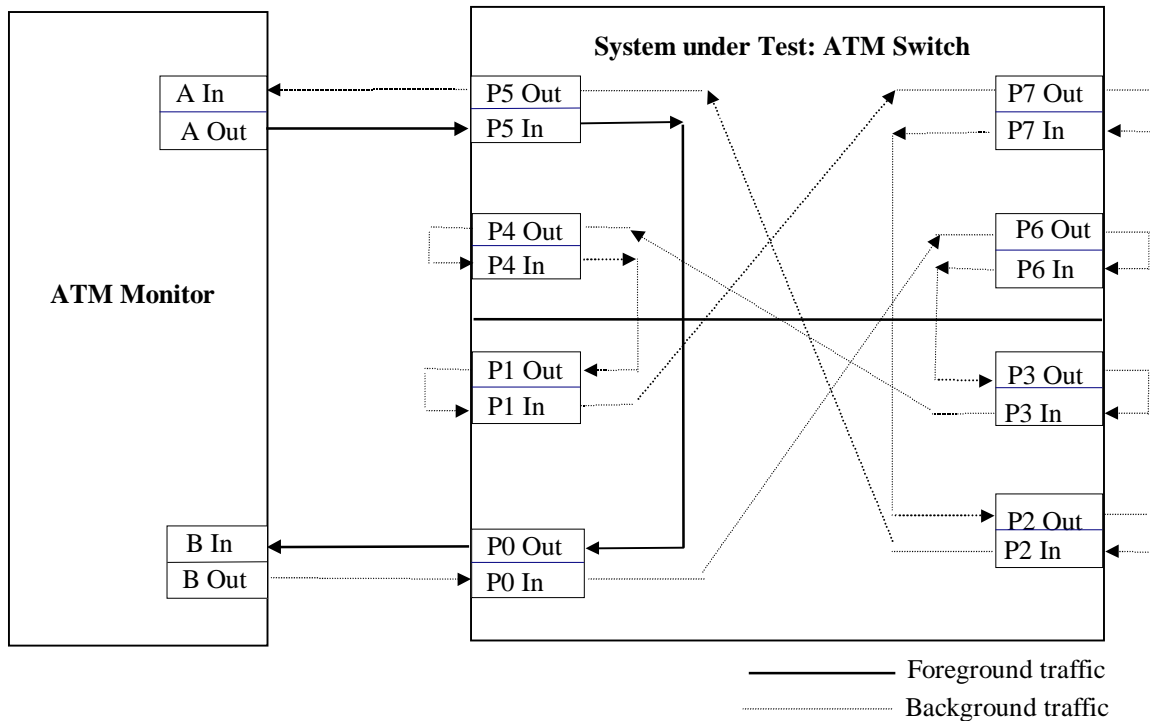 System under Test: ATM Switch
A In
A Out
P5 Out
P5 In
P7 Out
P7 In
P4 Out
P4 In
P6 Out
P6 In
ATM Monitor
P1 Out
P1 In
P3 Out
P3 In
B In
B Out
P0 Out
P0 In
P2 Out
P2 In
Foreground traffic
Background traffic